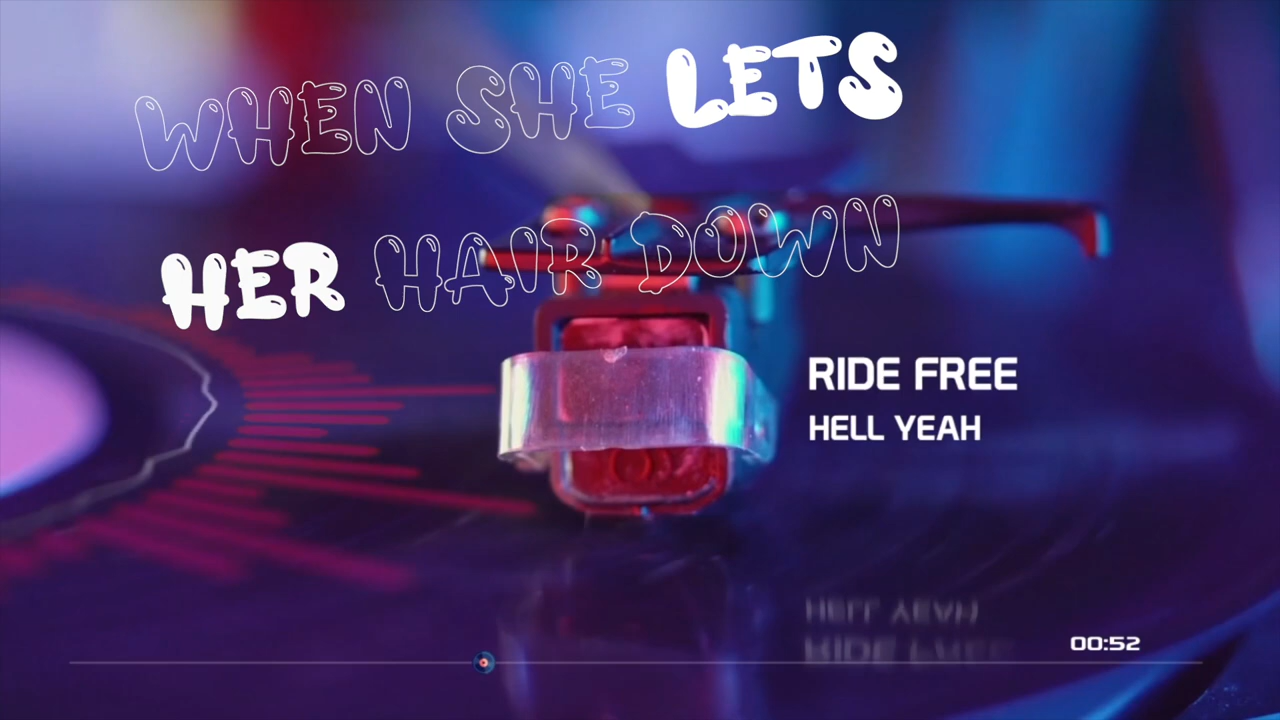 WHEN SHE LETS
HER HAIR DOWN
RIDE FREE
HELL YEAH
00:52